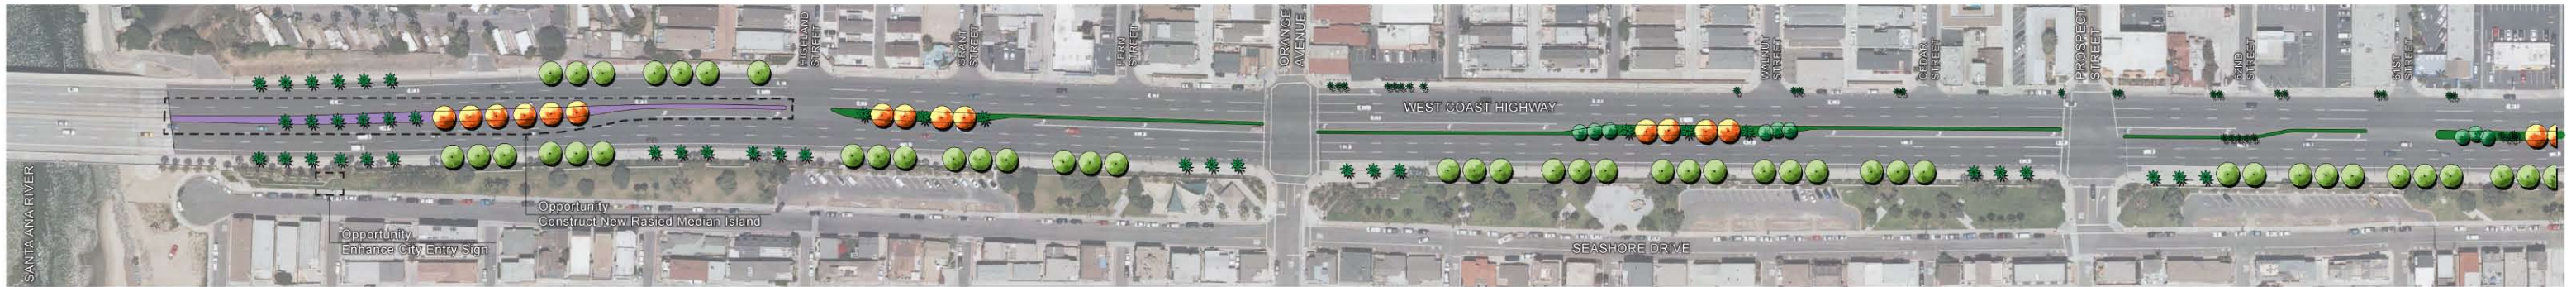 SANTA ANA RIVER
HIGHLAND
STREET
GRANT
STREET
FERN
STREET
ORANGE
AVENUE
WEST COAST HIGHWAY
WALNUT
STREET
CEDAR
STREET
PROSPECT
STREET
62ND
STREET
61ST
STREET
Opportunity
Enhance City Entry Sign
Opportunity
Construct New Rasied Median Island
SEASHORE DRIVE